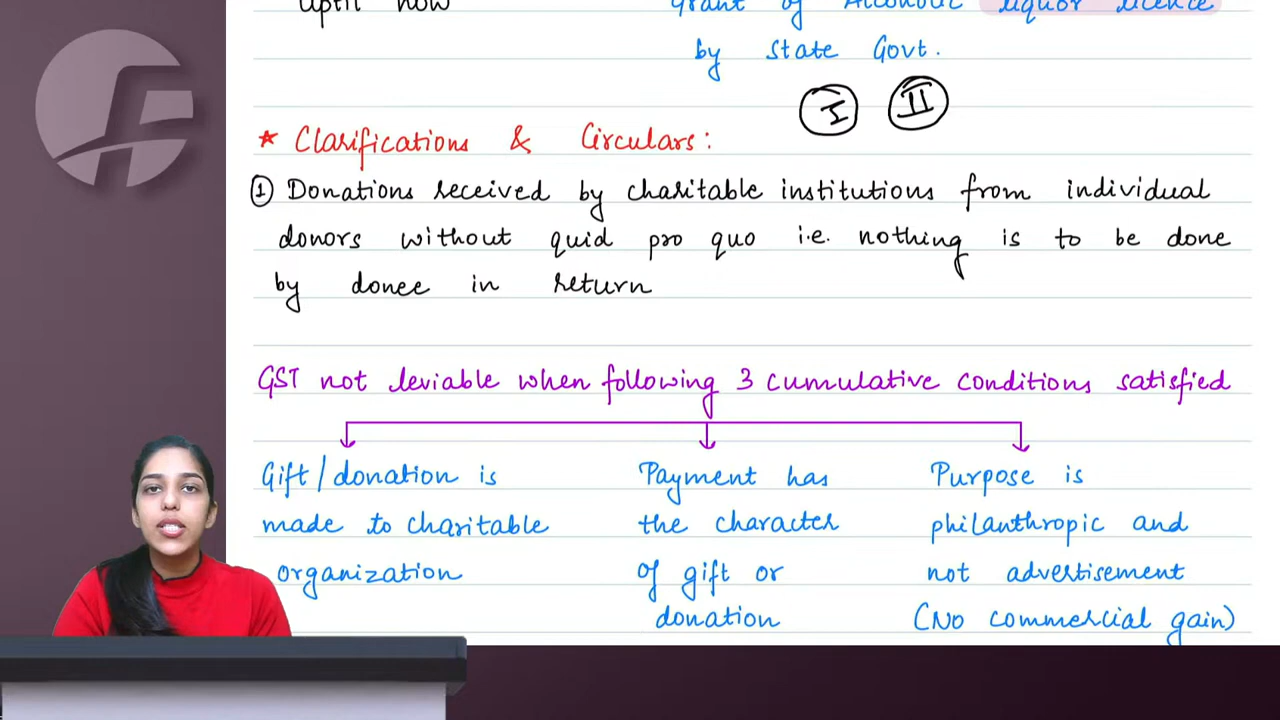 uptil now
Grant of Alcoholic liquor licence
by State Govt.
I II
* Clarifications & Circulars:
① Donations received by charitable institutions from individual
donors without quid pro quo i.e. nothing is to be done
by donee in return
GST not leviable when following 3 cumulative conditions satisfied
Gift/donation is
made to charitable
organization
Payment has
the character
of gift or
donation
Purpose is
philanthropic and
not advertisement
(No commercial gain)